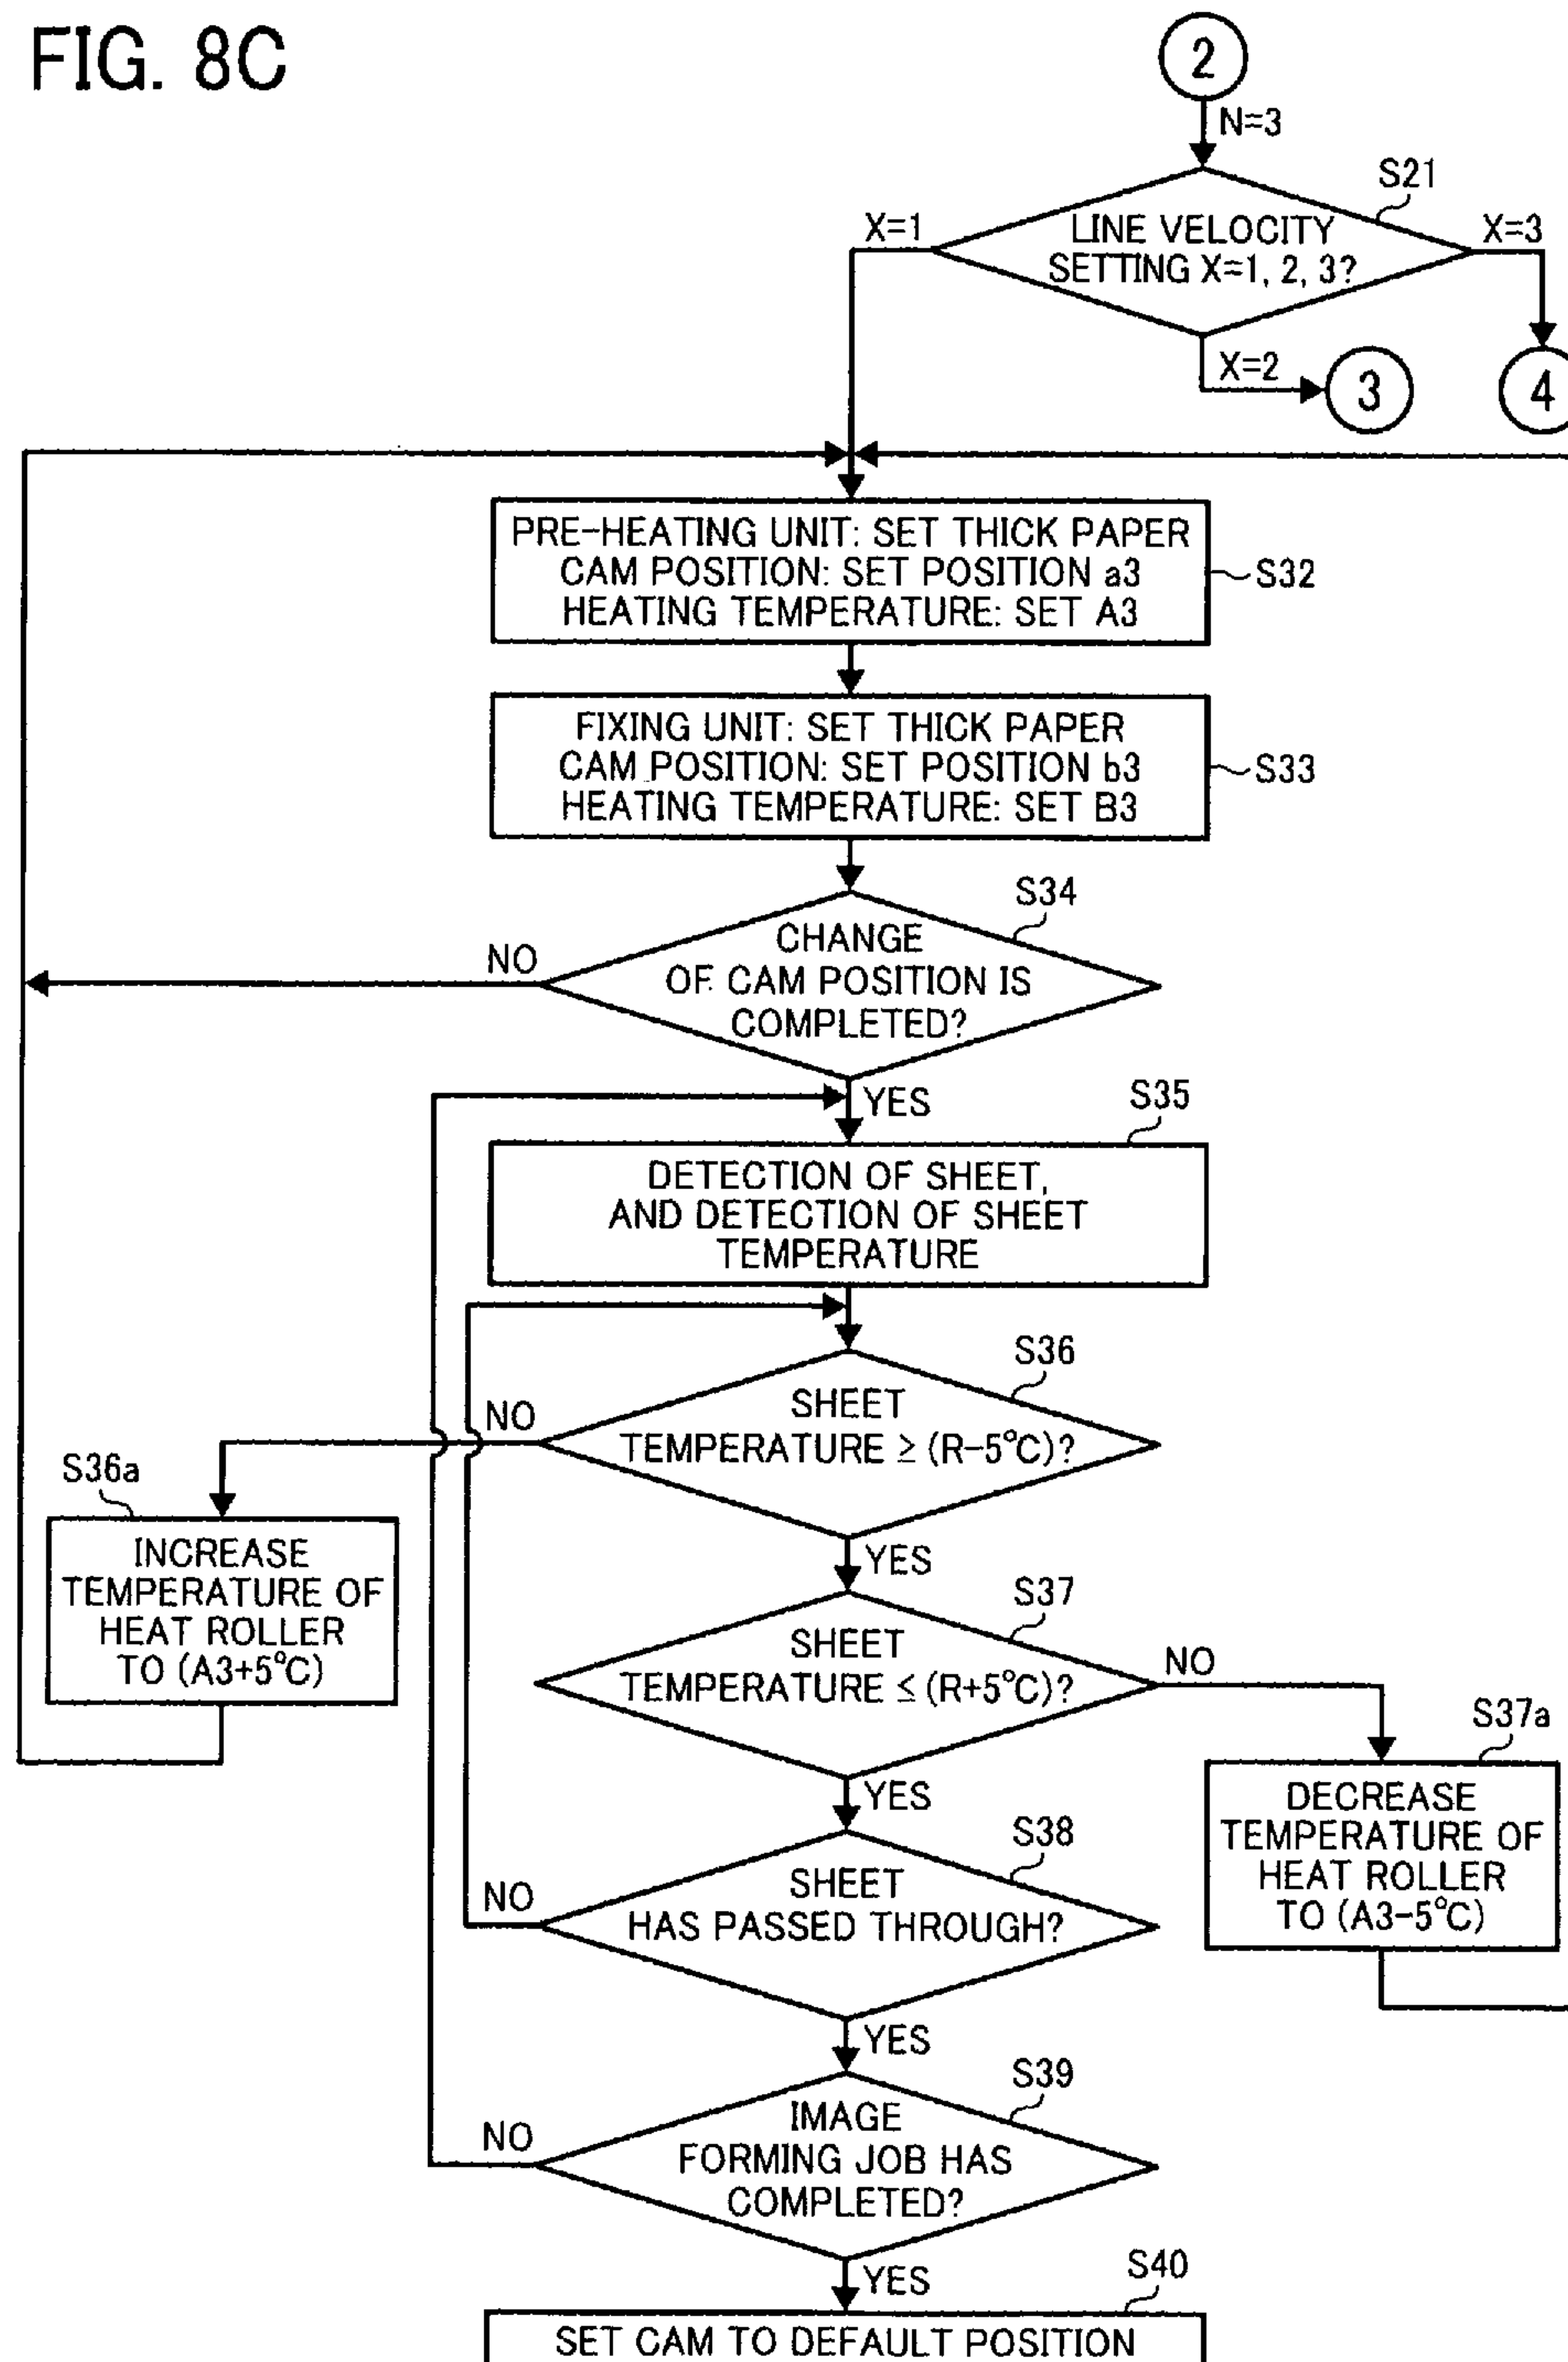 FIG. 8C
2
N=3
S21
X=1
LINE VELOCITY
SETTING X=1, 2, 3?
X=3
X=2
3
4
PRE-HEATING UNIT: SET THICK PAPER
CAM POSITION: SET POSITION a3
HEATING TEMPERATURE: SET A3
S32
FIXING UNIT: SET THICK PAPER
CAM POSITION: SET POSITION b3
HEATING TEMPERATURE: SET B3
S33
S34
CHANGE
OF CAM POSITION IS
COMPLETED?
NO
YES
S35
DETECTION OF SHEET,
AND DETECTION OF SHEET
TEMPERATURE
S36
SHEET
TEMPERATURE ≥ (R−5°C)?
NO
S36a
INCREASE
TEMPERATURE OF
HEAT ROLLER
TO (A3+5°C)
YES
S37
SHEET
TEMPERATURE ≤ (R+5°C)?
NO
S37a
DECREASE
TEMPERATURE OF
HEAT ROLLER
TO (A3−5°C)
YES
S38
SHEET
HAS PASSED THROUGH?
NO
YES
S39
IMAGE
FORMING JOB HAS
COMPLETED?
NO
YES
S40
SET CAM TO DEFAULT POSITION